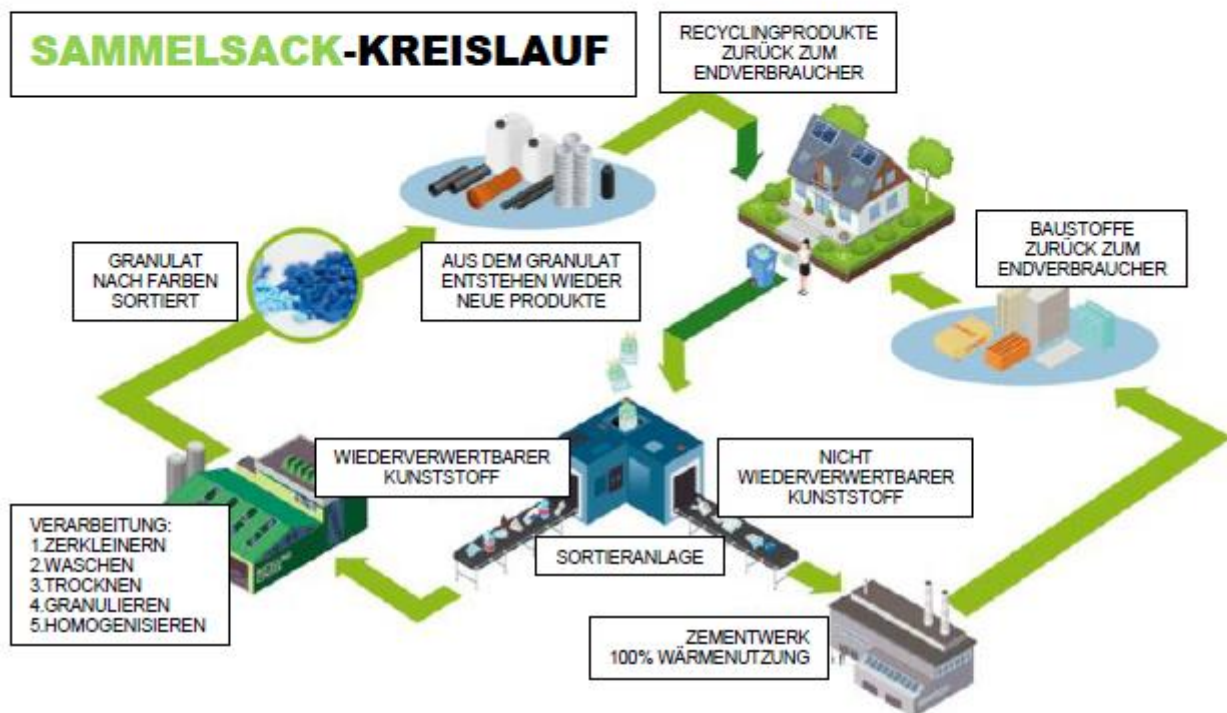 SAMMELSACK-KREISLAUF
RECYCLINGPRODUKTE
ZURÜCK ZUM
ENDVERBRAUCHER
GRANULAT
NACH FARBEN
SORTIERT
AUS DEM GRANULAT
ENTSTEHEN WIEDER
NEUE PRODUKTE
BAUSTOFFE
ZURÜCK ZUM
ENDVERBRAUCHER
WIEDERVERWERTBARER
KUNSTSTOFF
NICHT
WIEDERVERWERTBARER
KUNSTSTOFF
VERARBEITUNG:
1.ZERKLEINERN
2.WASCHEN
3.TROCKNEN
4.GRANULIEREN
5.HOMOGENISIEREN
SORTIERANLAGE
ZEMENTWERK
100% WÄRMENUTZUNG